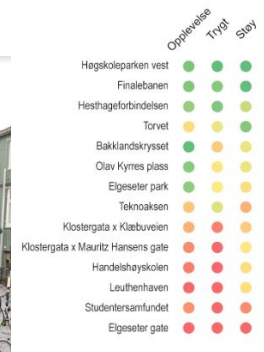 Opplevelse Trygt Støy
Høgskoleparken vest
Finalebanen
Hesthageforbindelsen
Torvet
Bakklandskrysset
Olav Kyrres plass
Elgeseter park
Teknoaksen
Klostergata x Klæbuveien
Klostergata x Mauritz Hansens gate
Handelshøyskolen
Leuthenhaven
Studentersamfundet
Elgeseter gate